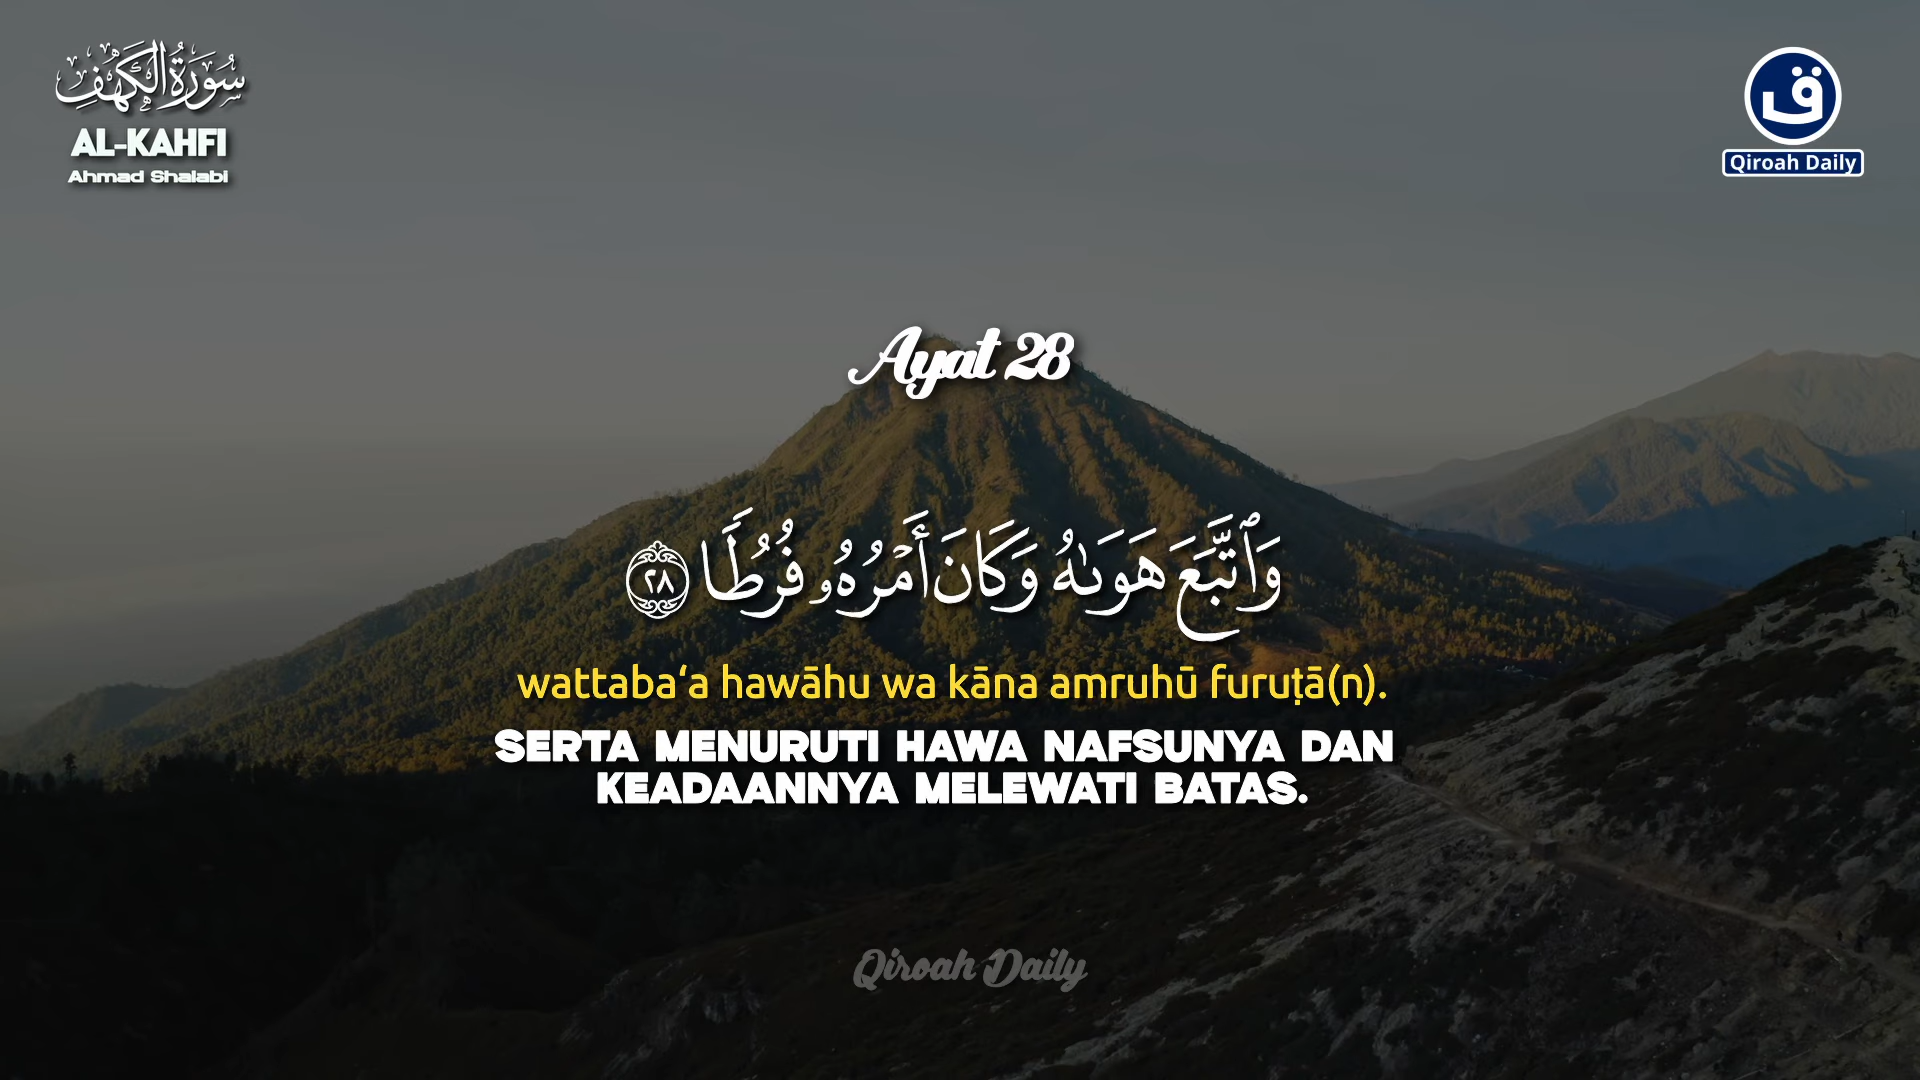 سُورَةُ الكَهْفِ
AL-KAHFI
Ahmad Shalabi
ق
Qiroah Daily
Ayat 28
وَٱتَّبَعَ هَوَىٰهُ وَكَانَ أَمْرُهُۥ فُرُطًا ٢٨
wattaba‘a hawāhu wa kāna amruhū furuṭā(n).
SERTA MENURUTI HAWA NAFSUNYA DAN
KEADAANNYA MELEWATI BATAS.
Qiroah Daily